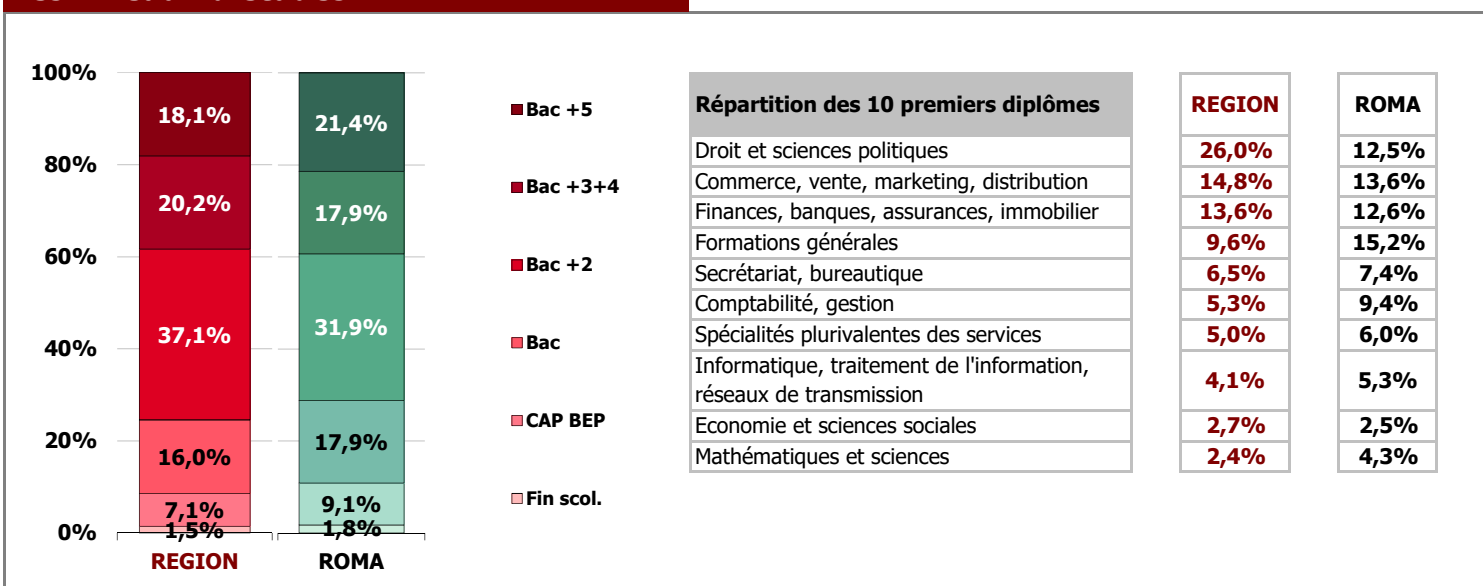 100%
80%
60%
40%
20%
0%
18,1%
20,2%
37,1%
16,0%
7,1%
1,5%
REGION
21,4%
17,9%
31,9%
17,9%
9,1%
1,8%
ROMA
Bac +5
Bac +3+4
Bac +2
Bac
CAP BEP
Fin scol.
Répartition des 10 premiers diplômes REGION ROMA
Droit et sciences politiques 26,0% 12,5%
Commerce, vente, marketing, distribution 14,8% 13,6%
Finances, banques, assurances, immobilier 13,6% 12,6%
Formations générales 9,6% 15,2%
Secrétariat, bureautique 6,5% 7,4%
Comptabilité, gestion 5,3% 9,4%
Spécialités plurivalentes des services 5,0% 6,0%
Informatique, traitement de l'information,
réseaux de transmission 4,1% 5,3%
Economie et sciences sociales 2,7% 2,5%
Mathématiques et sciences 2,4% 4,3%